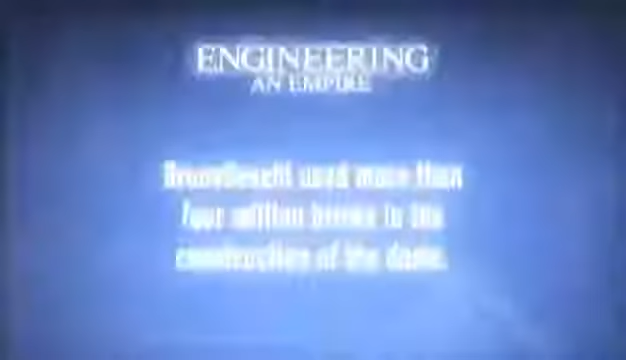 ENGINEERING
AN EMPIRE
Brunelleschi used more than
four million bricks in the
construction of the dome.